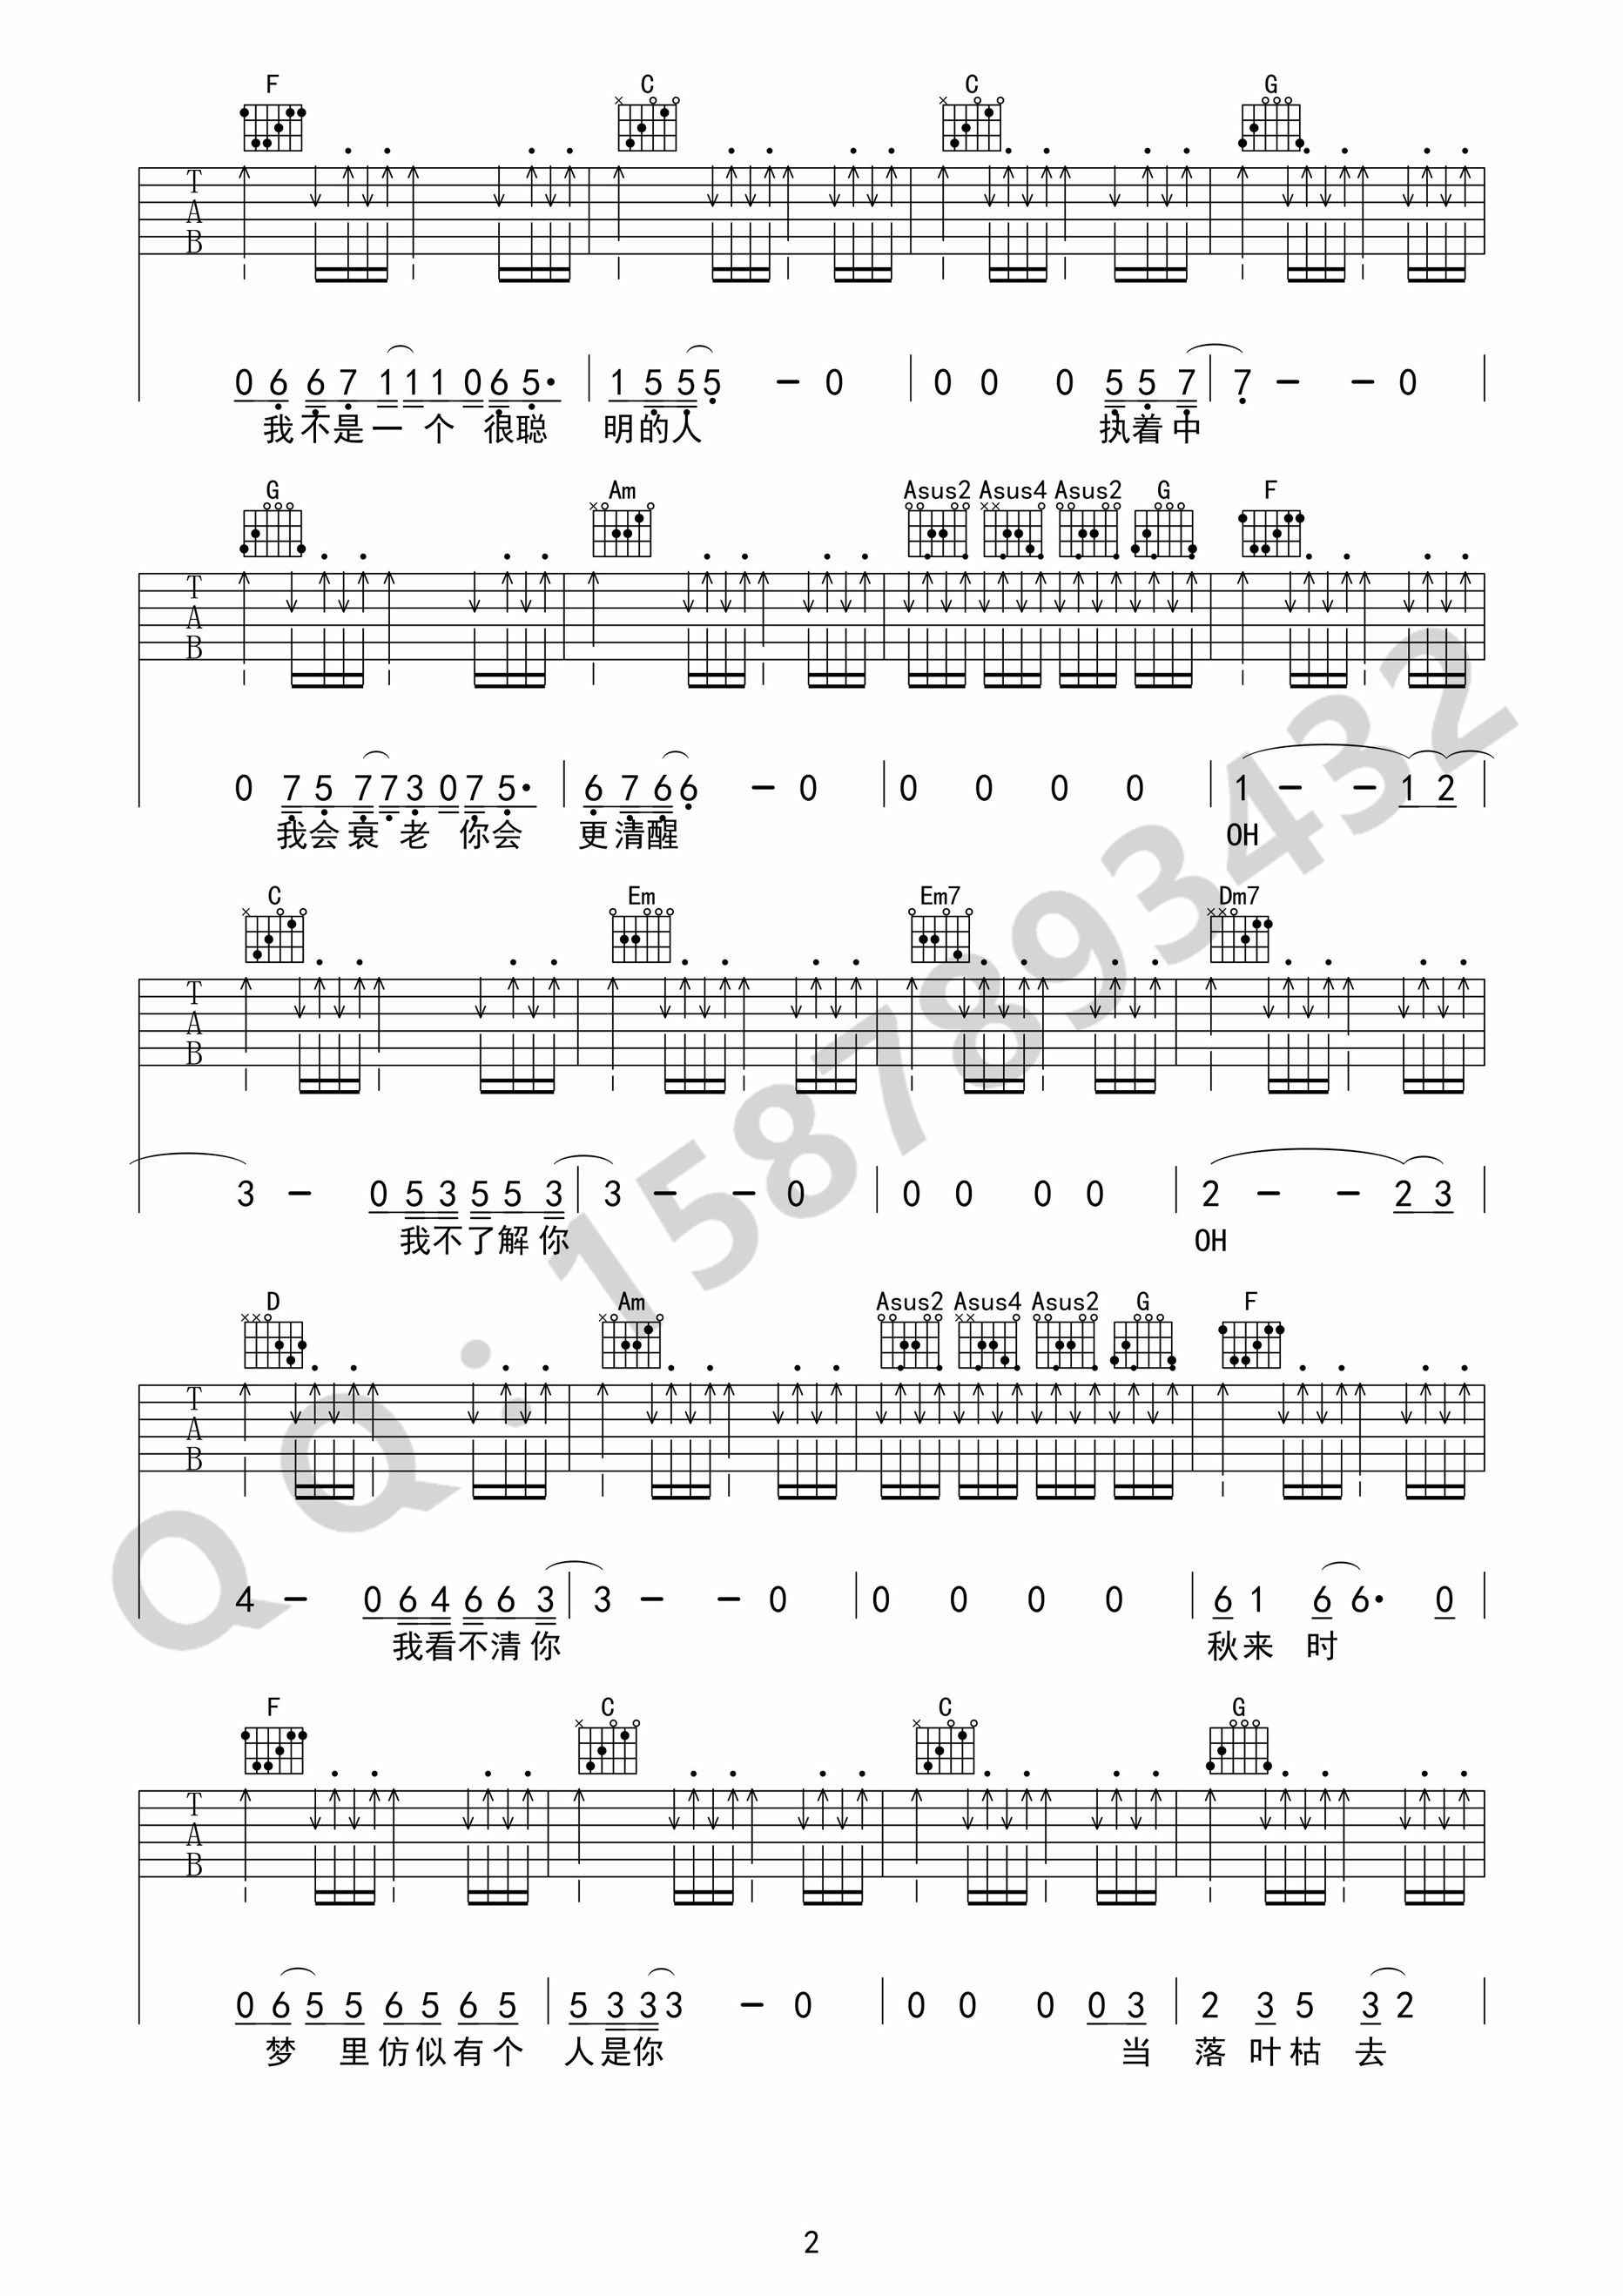 F C C G
T
A
B
0 6 6 7 1 1 1 0 6 5· 1 5 5 5 — 0 0 0 0 5 5 7 7 — — 0
我不是一个 很聪 明的人 执着中
G Am Asus2 Asus4 Asus2 G F
T
A
B
0 7 5 7 7 3 0 7 5· 6 7 6 6 — 0 0 0 0 0 1 — — 1 2
我会衰老 你会 更清醒 OH
C Em Em7 Dm7
T
A
B
3 — 0 5 3 5 5 3 3 — — 0 0 0 0 0 2 — — 2 3
我不了解你 OH
D Am Asus2 Asus4 Asus2 G F
T
A
B
4 — 0 6 4 6 6 3 3 — — 0 0 0 0 0 6 1 6 6· 0
我看不清你 秋来 时
F C C G
T
A
B
0 6 5 5 6 5 6 5 5 3 3 3 — 0 0 0 0 0 3 2 3 5 3 2
梦 里仿似有个 人是你 当 落叶枯 去
2
QQ:1587893432